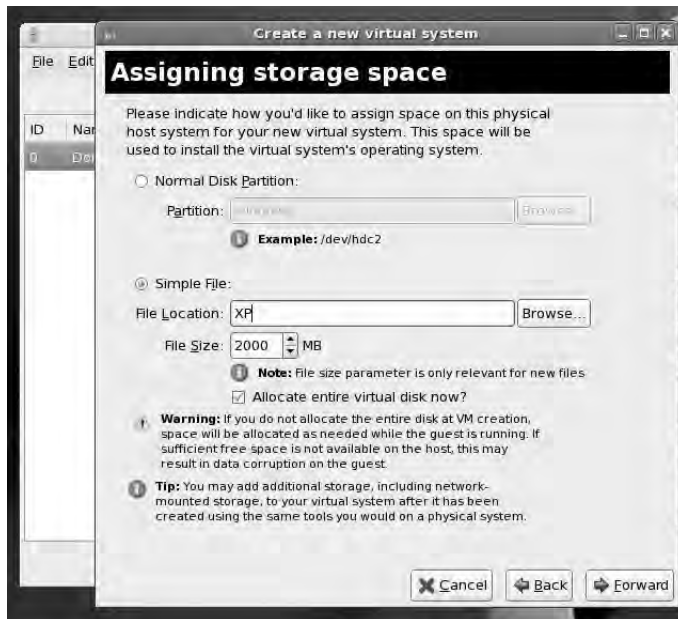 Create a new virtual system
File Edit
ID Nar
0 Dor
Assigning storage space
Please indicate how you'd like to assign space on this physical
host system for your new virtual system. This space will
be used to install the virtual system's operating system.
Normal Disk Partition:
Partition: Browse...
Example: /dev/hdc2
Simple File:
File Location: XP Browse...
File Size: 2000 MB
Note: File size parameter is only relevant for new files
Allocate entire virtual disk now?
Warning: If you do not allocate the entire disk at VM creation,
space will be allocated as needed while the guest is running. If
sufficient free space is not available on the host, this may
result in data corruption on the guest.
Tip: You may add additional storage, including network-
mounted storage, to your virtual system after it has been
created using the same tools you would on a physical system.
Cancel Back Forward